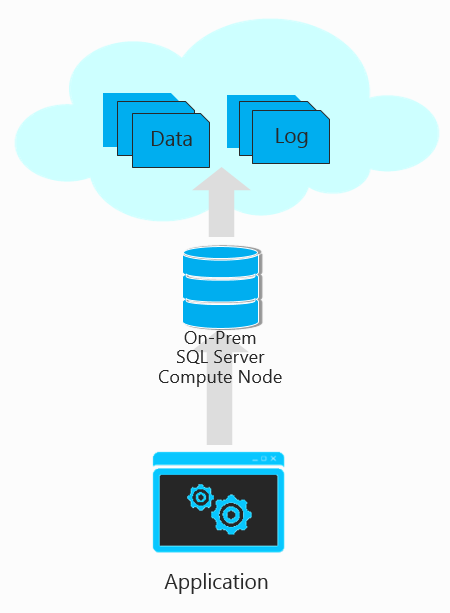 Data
Log
On-Prem
SQL Server
Compute Node
Application